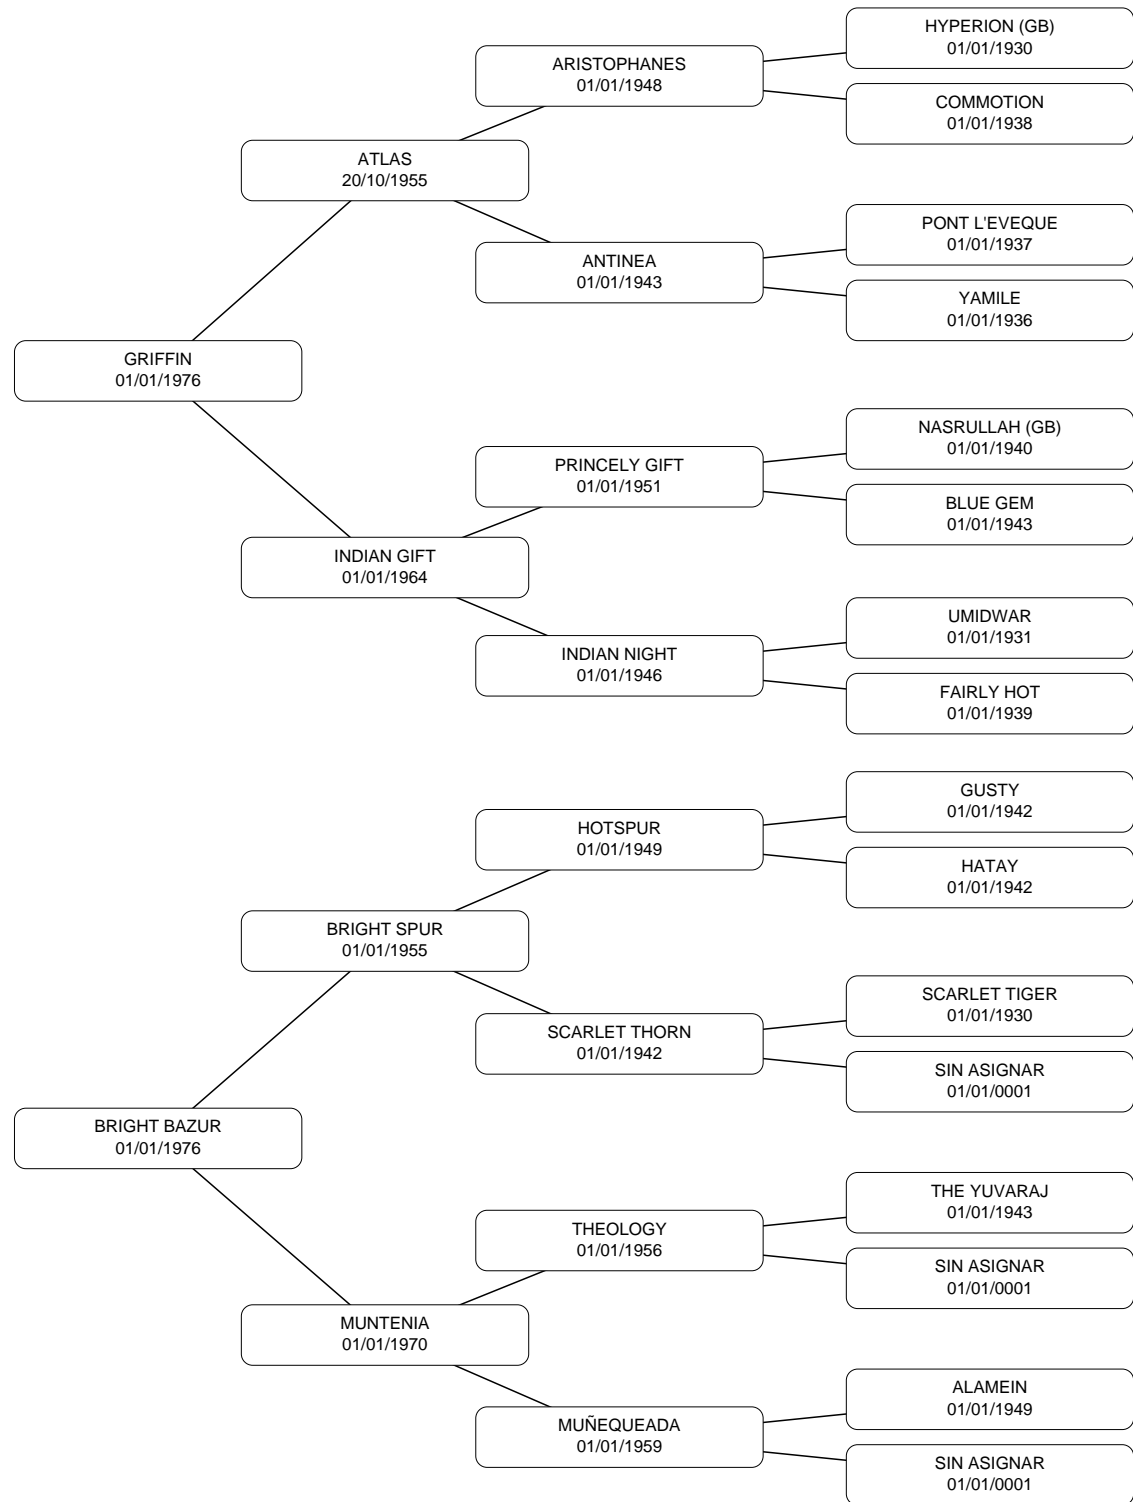 HYPERION (GB)
01/01/1930
ARISTOPHANES
01/01/1948
COMMOTION
01/01/1938
ATLAS
20/10/1955
PONT L'EVEQUE
01/01/1937
ANTINEA
01/01/1943
YAMILE
01/01/1936
GRIFFIN
01/01/1976
NASRULLAH (GB)
01/01/1940
PRINCELY GIFT
01/01/1951
BLUE GEM
01/01/1943
INDIAN GIFT
01/01/1964
UMIDWAR
01/01/1931
INDIAN NIGHT
01/01/1946
FAIRLY HOT
01/01/1939
GUSTY
01/01/1942
HOTSPUR
01/01/1949
HATAY
01/01/1942
BRIGHT SPUR
01/01/1955
SCARLET TIGER
01/01/1930
SCARLET THORN
01/01/1942
SIN ASIGNAR
01/01/0001
BRIGHT BAZUR
01/01/1976
THE YUVARAJ
01/01/1943
THEOLOGY
01/01/1956
SIN ASIGNAR
01/01/0001
MUNTENIA
01/01/1970
ALAMEIN
01/01/1949
MUÑEQUEADA
01/01/1959
SIN ASIGNAR
01/01/0001